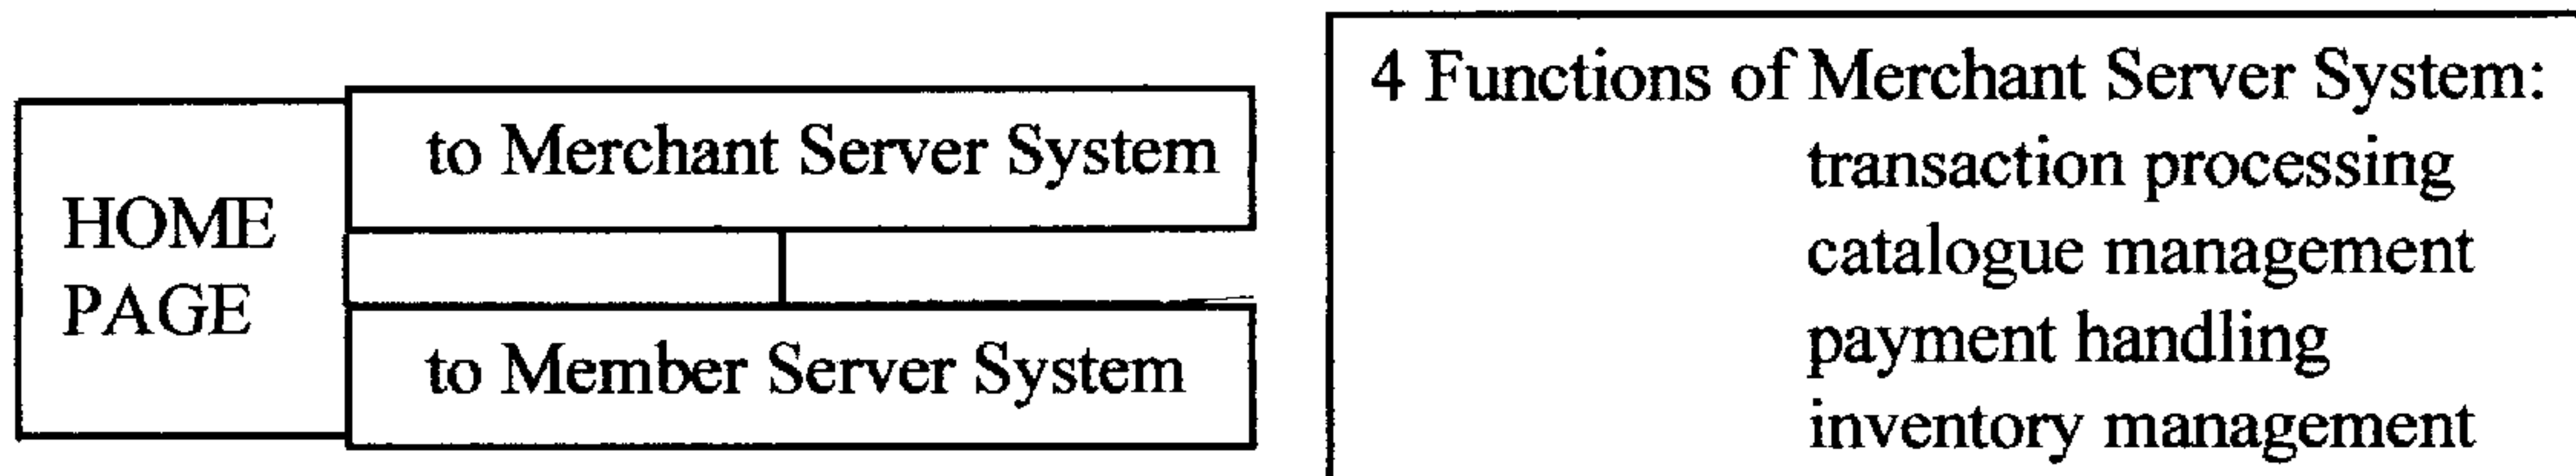 HOME
PAGE
to Merchant Server System
to Member Server System
4 Functions of Merchant Server System:
transaction processing
catalogue management
payment handling
inventory management